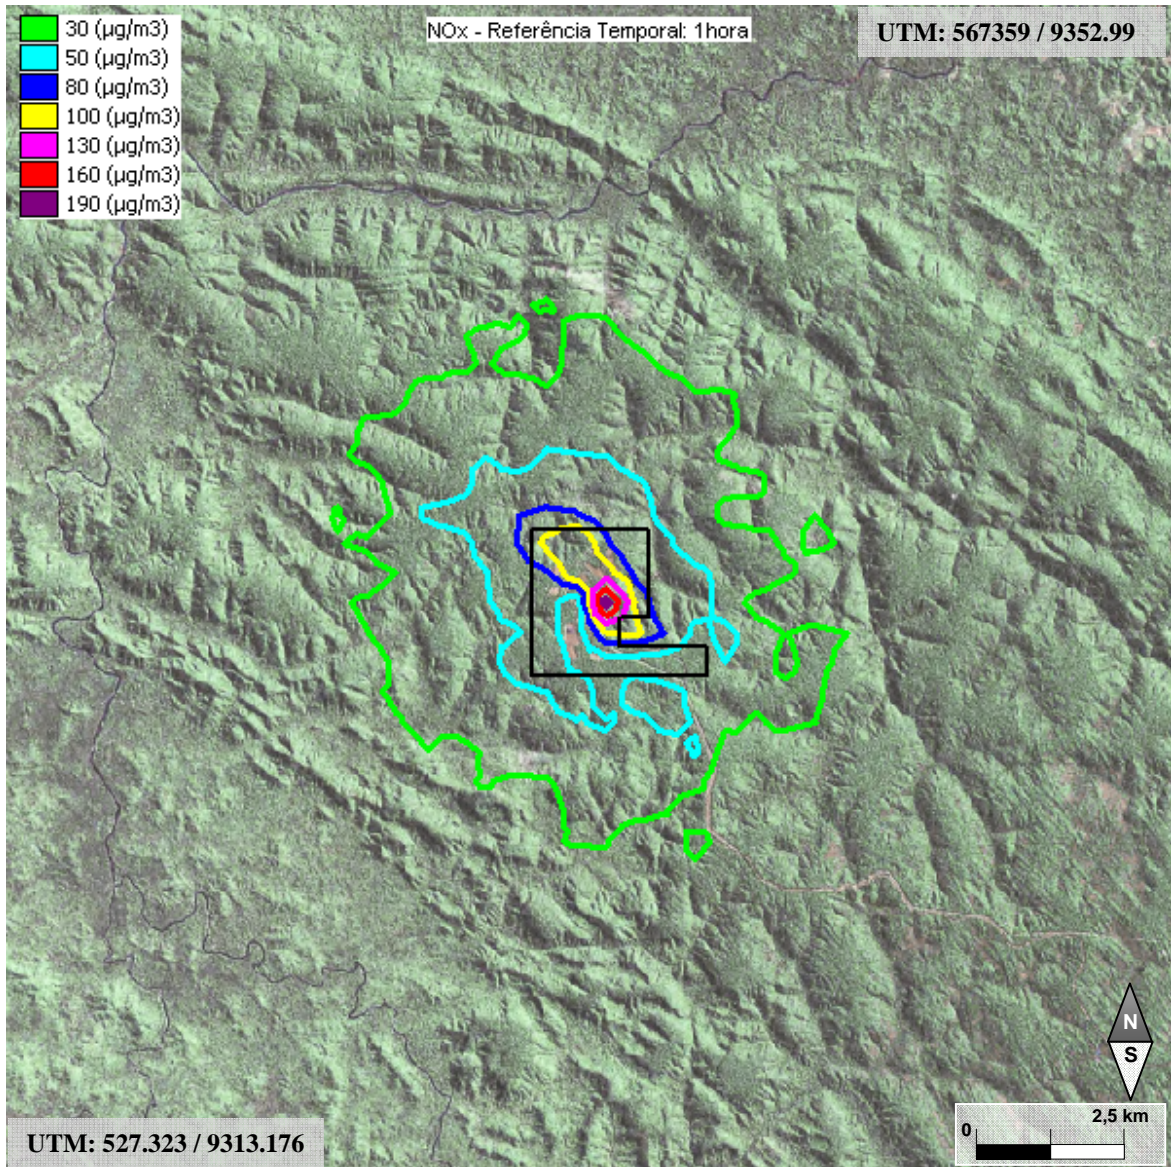 30 (µg/m3)
50 (µg/m3)
80 (µg/m3)
100 (µg/m3)
130 (µg/m3)
160 (µg/m3)
190 (µg/m3)
NOx - Referência Temporal: 1hora
UTM: 567359 / 9352.99
N
S
0
2,5 km
UTM: 527.323 / 9313.176